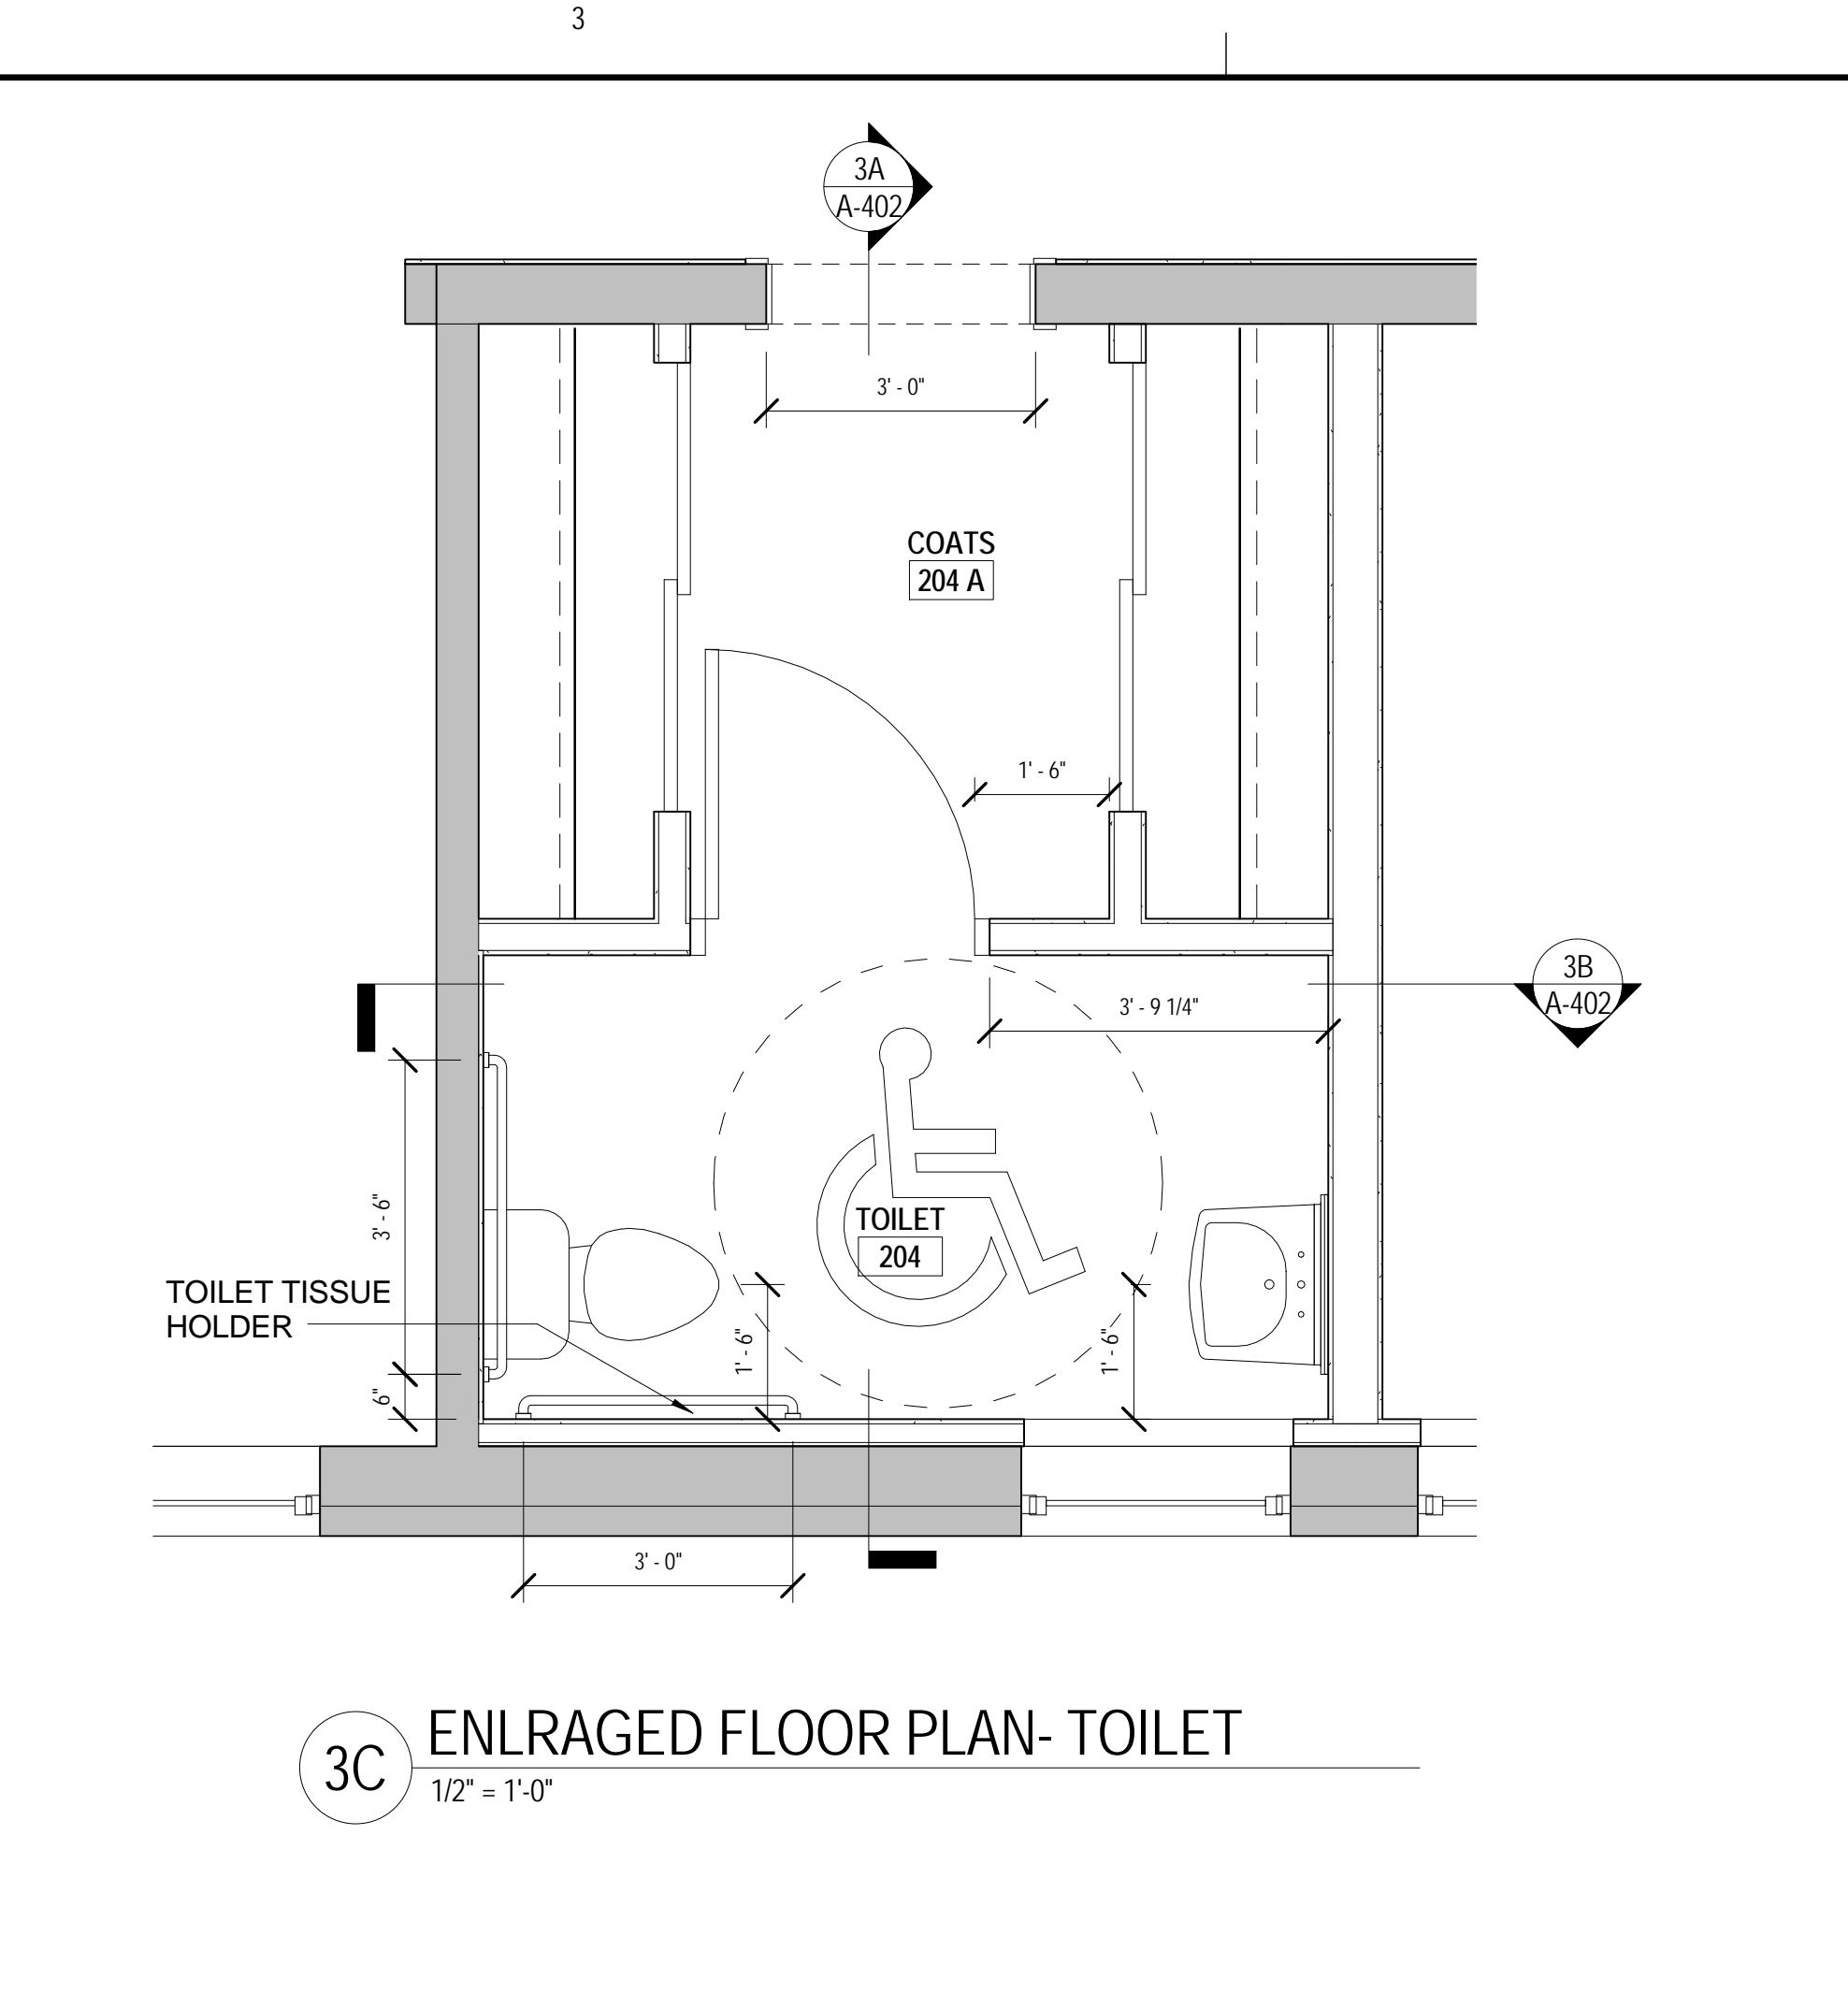 3
3A
A-402
3' - 0"
COATS
204 A
1' - 6"
3B
A-402
3' - 9 1/4"
3' - 6"
TOILET
204
TOILET TISSUE
HOLDER
1' - 6"
1' - 6"
6"
3' - 0"
3C
ENLRAGED FLOOR PLAN- TOILET
1/2" = 1'-0"